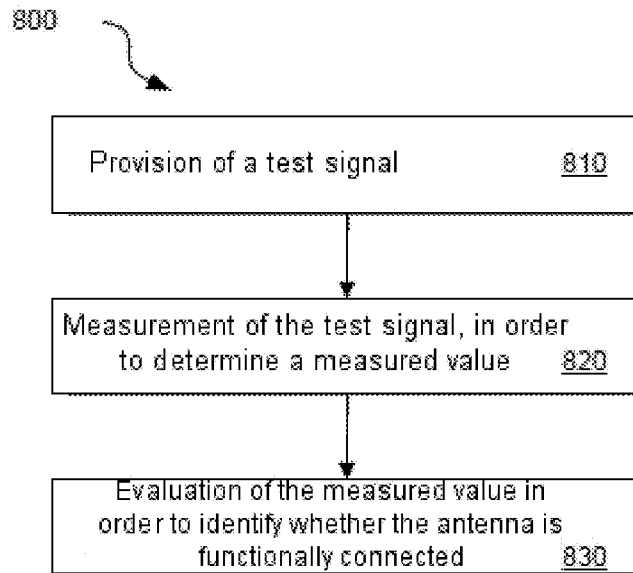 800
Provision of a test signal 810
Measurement of the test signal, in order
to determine a measured value 820
Evaluation of the measured value in
order to identify whether the antenna is
functionally connected 830